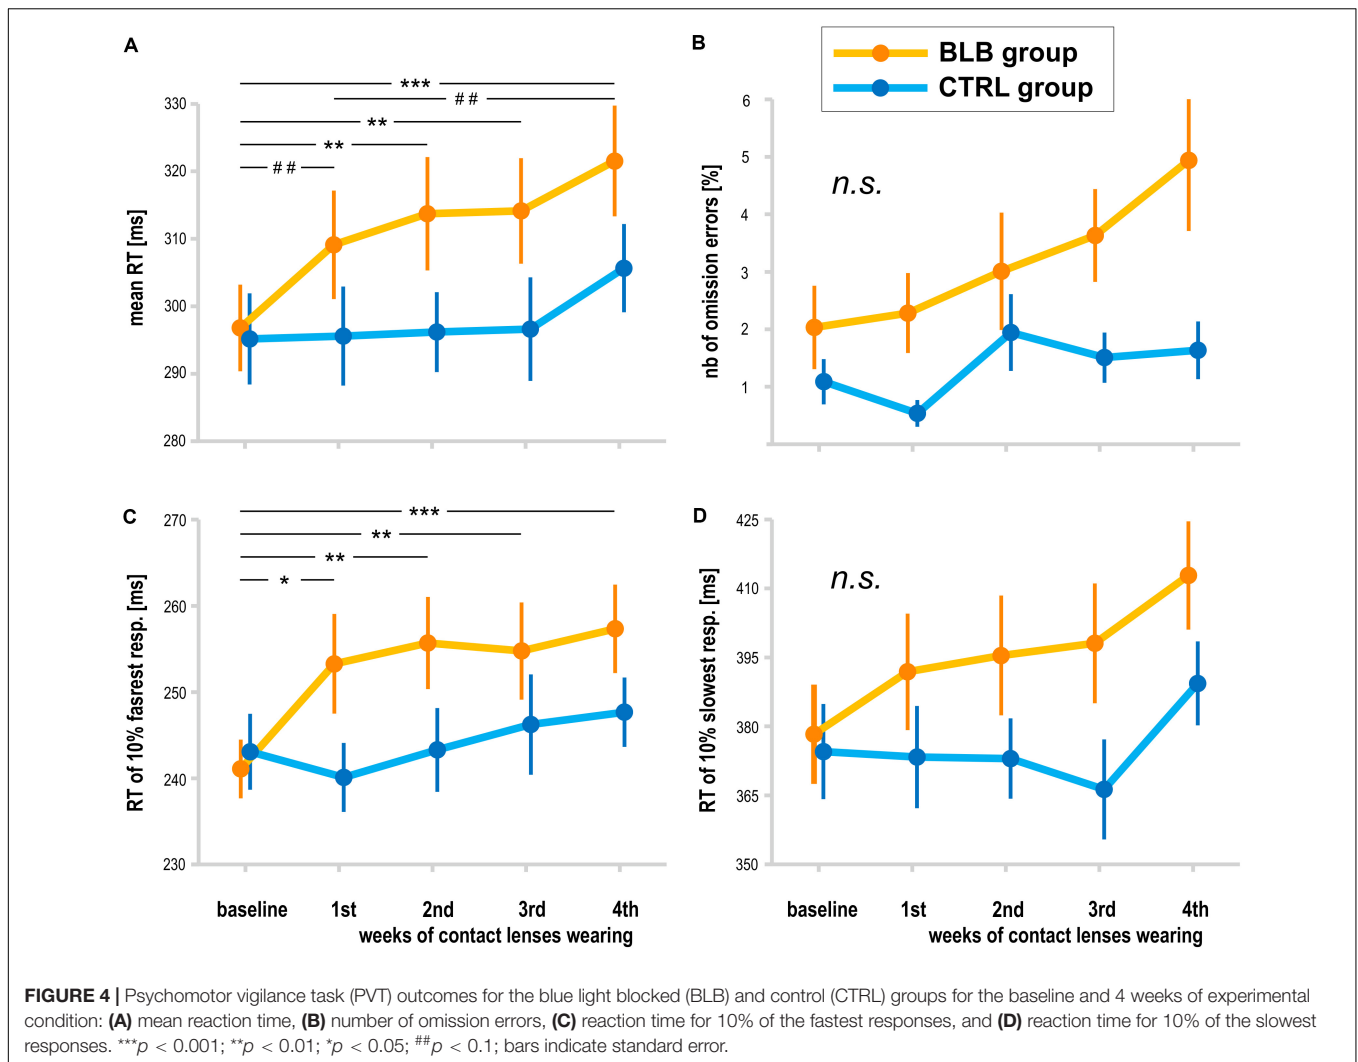 A
B
BLB group
CTRL group
***
##
**
**
##
330
320
310
300
290
280
mean RT [ms]
n.s.
6
5
4
3
2
1
nb of omission errors [%]
C
***
**
**
*
270
260
250
240
230
RT of 10% fasrest resp. [ms]
baseline 1st 2nd 3rd 4th
weeks of contact lenses wearing
D
n.s.
425
410
395
380
365
350
RT of 10% slowest resp. [ms]
baseline 1st 2nd 3rd 4th
weeks of contact lenses wearing
FIGURE 4 | Psychomotor vigilance task (PVT) outcomes for the blue light blocked (BLB) and control (CTRL) groups for the baseline and 4 weeks of experimental
condition: (A) mean reaction time, (B) number of omission errors, (C) reaction time for 10% of the fastest responses, and (D) reaction time for 10% of the slowest
responses. ***p < 0.001; **p < 0.01; *p < 0.05; ##p < 0.1; bars indicate standard error.